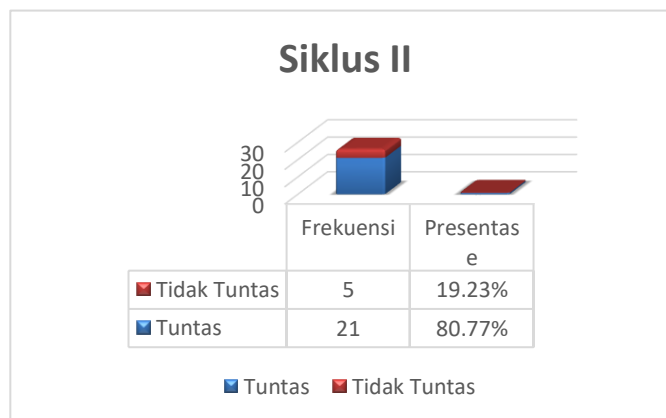 Siklus II
30
20
10
0
Frekuensi Presentas
e
Tidak Tuntas 5 19.23%
Tuntas 21 80.77%
Tuntas Tidak Tuntas